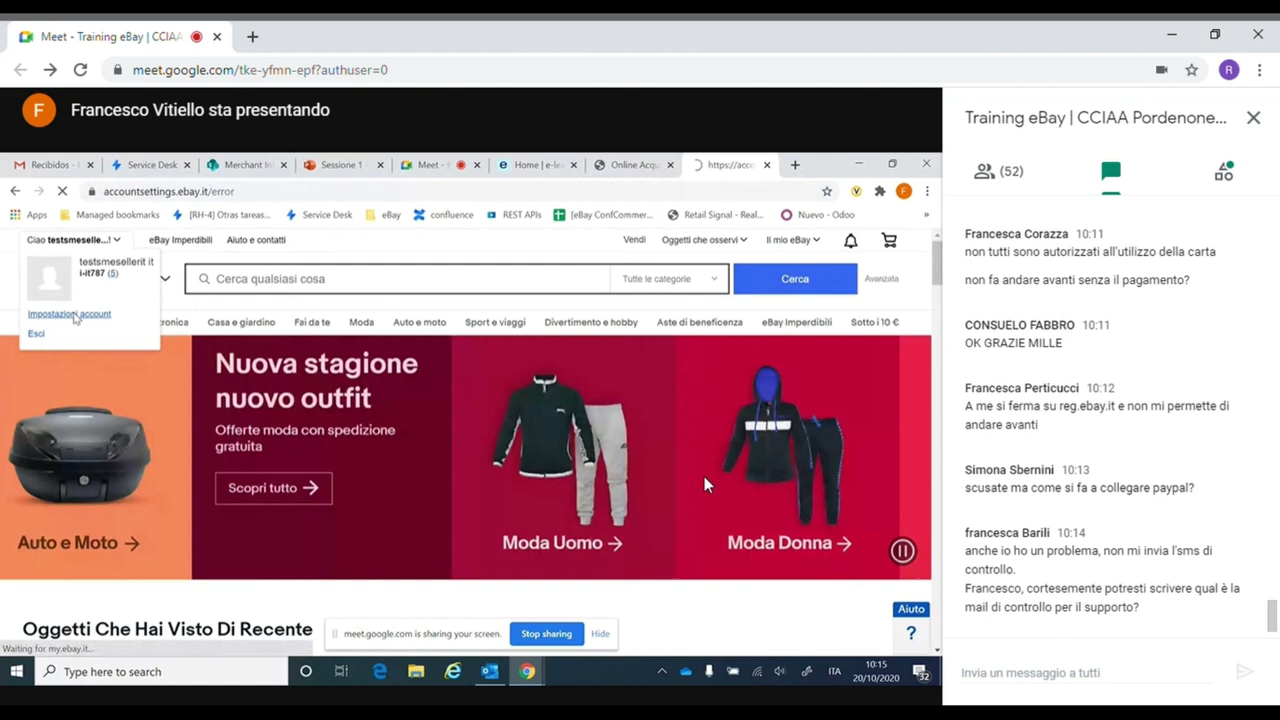 Meet - Training eBay | CCIAA
meet.google.com/tke-yfmn-epf?authuser=0
R
F
Francesco Vitiello sta presentando
Recibidos -
Service Desk
Merchant In
Sessione 1 -
Meet - t
Home | e-lea
Online Acqu
https://acco
accountsettings.ebay.it/error
V
F
Apps
Managed bookmarks
[RH-4] Otras tareas...
Service Desk
eBay
confluence
REST APIs
[eBay ConfCommer...
Retail Signal - Real...
Nuevo - Odoo
»
Ciao testsmeselle...!
eBay Imperdibili
Aiuto e contatti
Vendi
Oggetti che osservi
Il mio eBay
testsmesellerit it
i-it787 (5)
Impostazioni account
Esci
Cerca qualsiasi cosa
Tutte le categorie
Cerca
Avanzata
tronica
Casa e giardino
Fai da te
Moda
Auto e moto
Sport e viaggi
Divertimento e hobby
Aste di beneficenza
eBay Imperdibili
Sotto i 10 €
Nuova stagione
nuovo outfit
Offerte moda con spedizione
gratuita
Scopri tutto →
Auto e Moto →
Moda Uomo →
Moda Donna →
Oggetti Che Hai Visto Di Recente
Aiuto
?
meet.google.com is sharing your screen.
Stop sharing
Hide
Waiting for my.ebay.it...
Type here to search
ITA
10:15
20/10/2020
32
Training eBay | CCIAA Pordenone...
(52)
Francesca Corazza 10:11
non tutti sono autorizzati all'utilizzo della carta
non fa andare avanti senza il pagamento?
CONSUELO FABBRO 10:11
OK GRAZIE MILLE
Francesca Perticucci 10:12
A me si ferma su reg.ebay.it e non mi permette di
andare avanti
Simona Sbernini 10:13
scusate ma come si fa a collegare paypal?
francesca Barili 10:14
anche io ho un problema, non mi invia l'sms di
controllo.
Francesco, cortesemente potresti scrivere qual è la
mail di controllo per il supporto?
Invia un messaggio a tutti